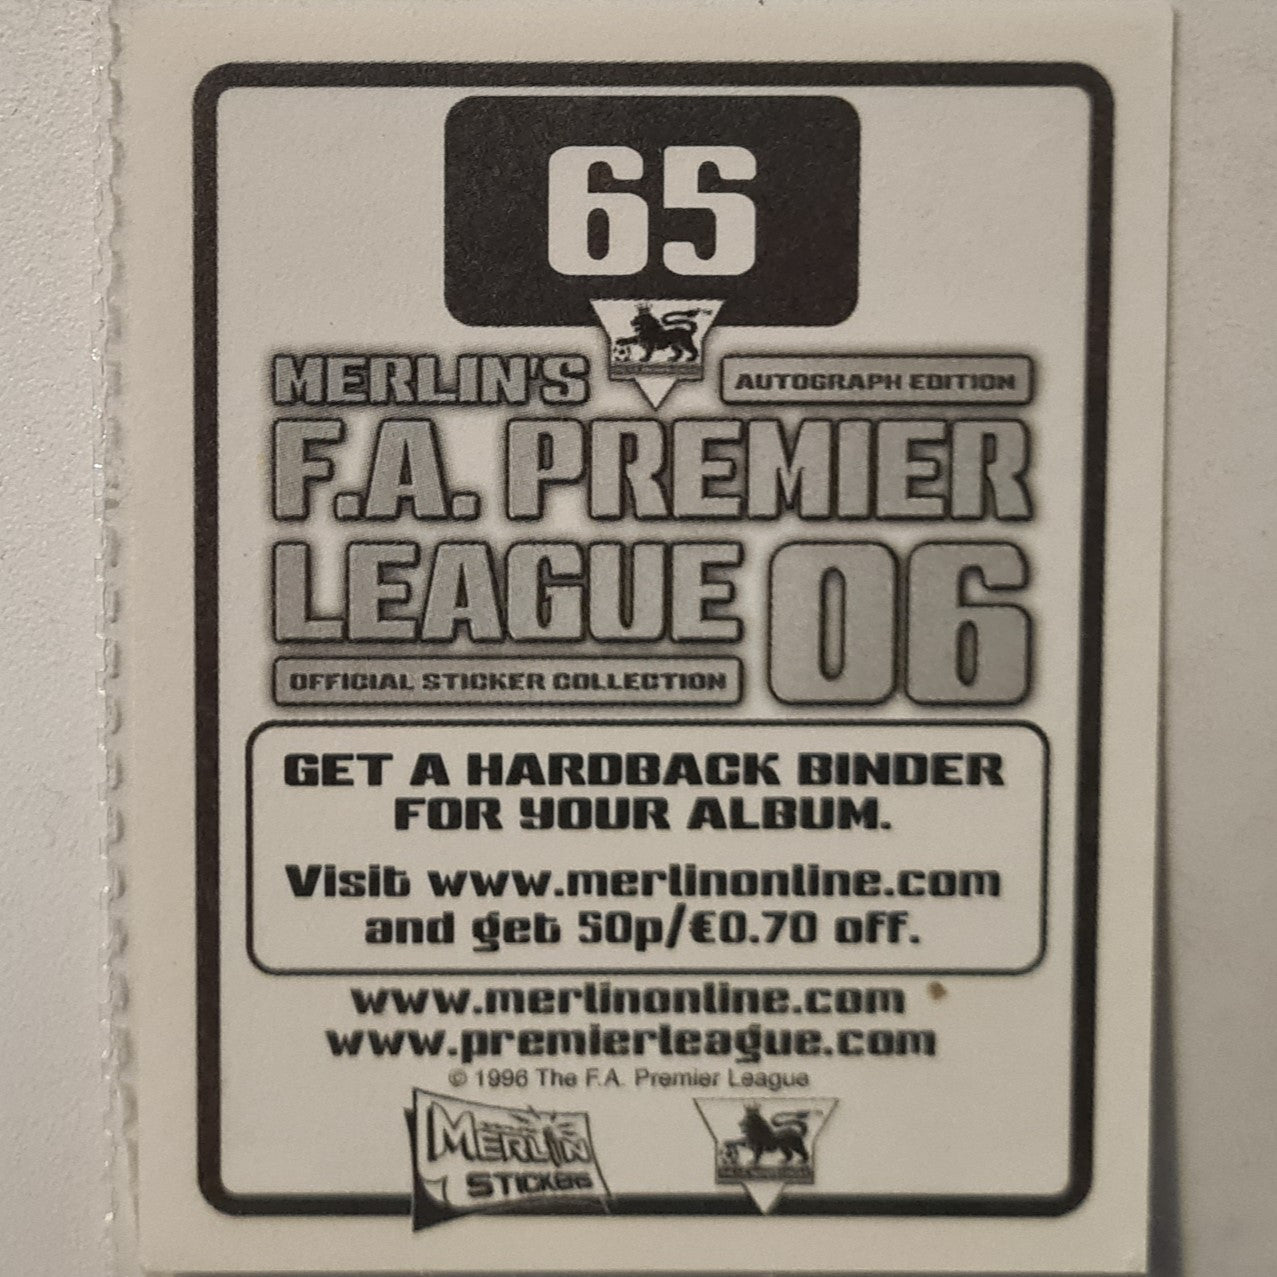 65
MERLIN'S
AUTOGRAPH EDITION
F.A. PREMIER
LEAGUE 06
OFFICIAL STICKER COLLECTION
GET A HARDBACK BINDER
FOR YOUR ALBUM.
Visit www.merlinonline.com
and get 50p/€0.70 off.
www.merlinonline.com
www.premierleague.com
© 1996 The F.A. Premier League
MERLIN
STICKERS